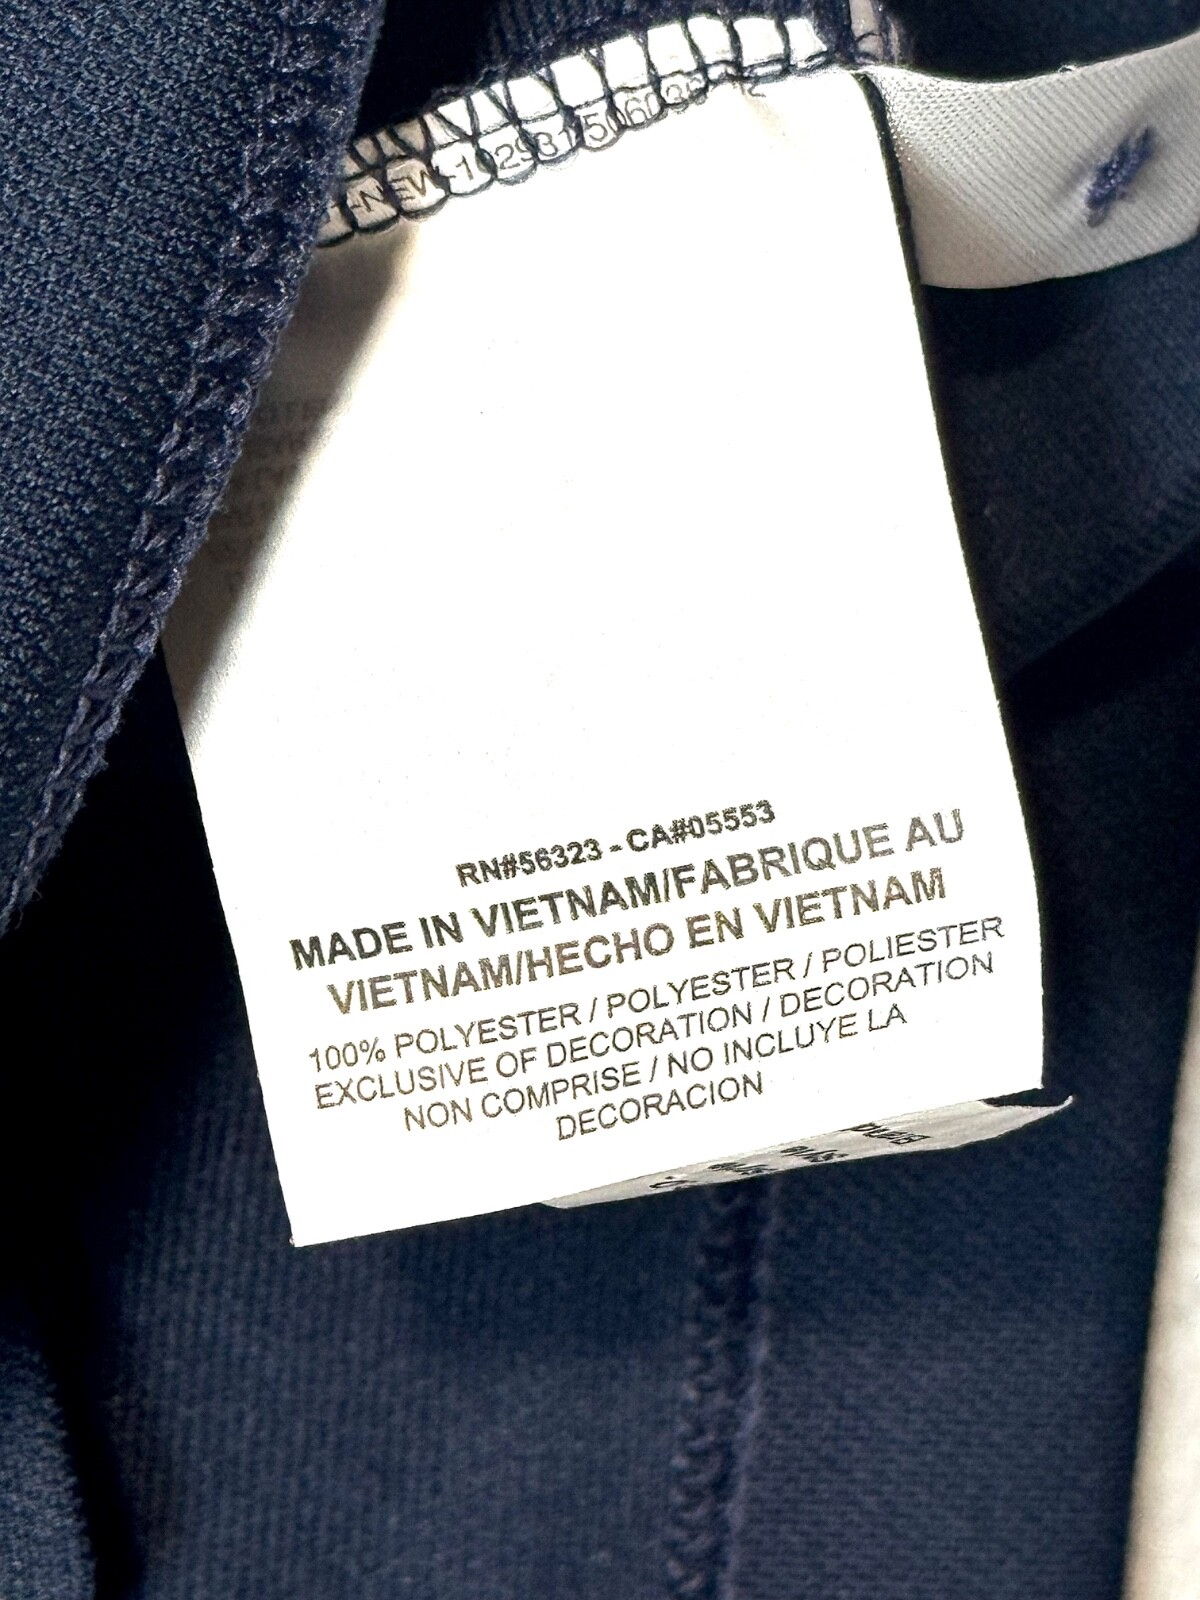 RN#56323 - CA#05553
MADE IN VIETNAM/FABRIQUE AU
VIETNAM/HECHO EN VIETNAM
100% POLYESTER / POLYESTER / POLIESTER
EXCLUSIVE OF DECORATION / DECORATION
NON COMPRISE / NO INCLUYE LA
DECORACION